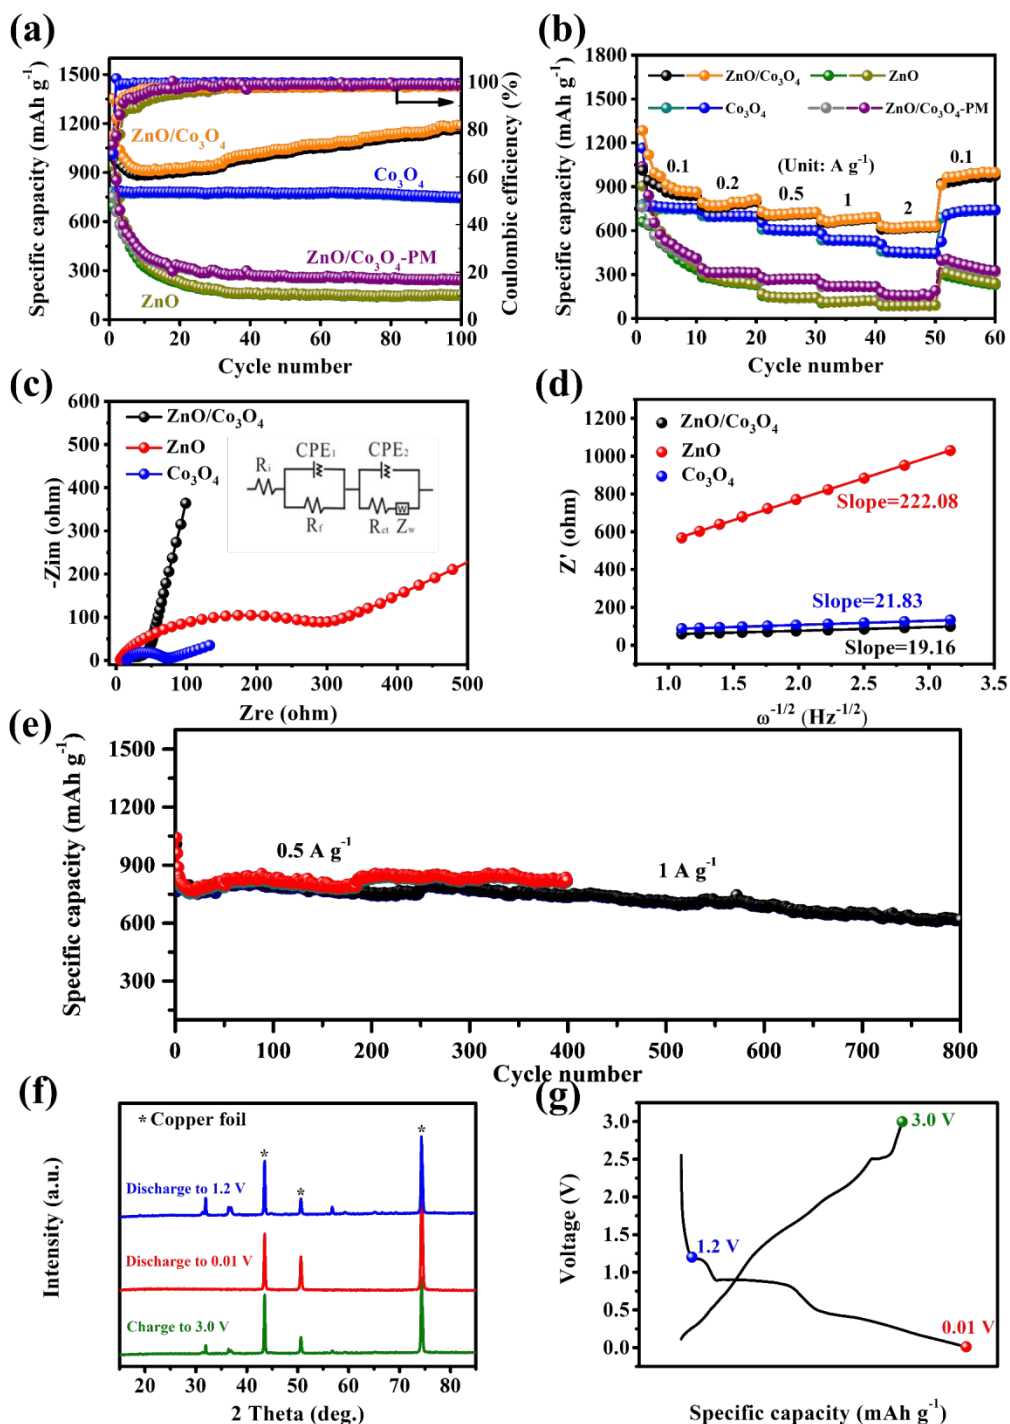 (a)
Specific capacity (mAh g⁻¹)
1500
1200
900
600
300
0
ZnO/Co₃O₄
Co₃O₄
ZnO/Co₃O₄-PM
ZnO
100
80
60
40
20
0
Coulombic efficiency (%)
0 20 40 60 80 100
Cycle number
(b)
Specific capacity (mAh g⁻¹)
1800
1500
1200
900
600
300
0
ZnO/Co₃O₄ ZnO
Co₃O₄ ZnO/Co₃O₄-PM
0.1 0.2 0.5 1 2 0.1
(Unit: A g⁻¹)
0 10 20 30 40 50 60
Cycle number
(c)
-Zim (ohm)
600
500
400
300
200
100
0
ZnO/Co₃O₄
ZnO
Co₃O₄
CPE₁ CPE₂
Rᵢ
R_f R_ct Z_w
W
0 100 200 300 400 500
Zre (ohm)
(d)
Z' (ohm)
1200
1000
800
600
400
200
0
ZnO/Co₃O₄
ZnO
Co₃O₄
Slope=222.08
Slope=21.83
Slope=19.16
1.0 1.5 2.0 2.5 3.0 3.5
ω⁻¹/² (Hz⁻¹/²)
(e)
Specific capacity (mAh g⁻¹)
1500
1200
900
600
300
0.5 A g⁻¹
1 A g⁻¹
0 100 200 300 400 500 600 700 800
Cycle number
(f)
Intensity (a.u.)
* Copper foil
* * *
Discharge to 1.2 V
Discharge to 0.01 V
Charge to 3.0 V
20 30 40 50 60 70 80
2 Theta (deg.)
(g)
Voltage (V)
3.0
2.5
2.0
1.5
1.0
0.5
0.0
3.0 V
1.2 V
0.01 V
Specific capacity (mAh g⁻¹)